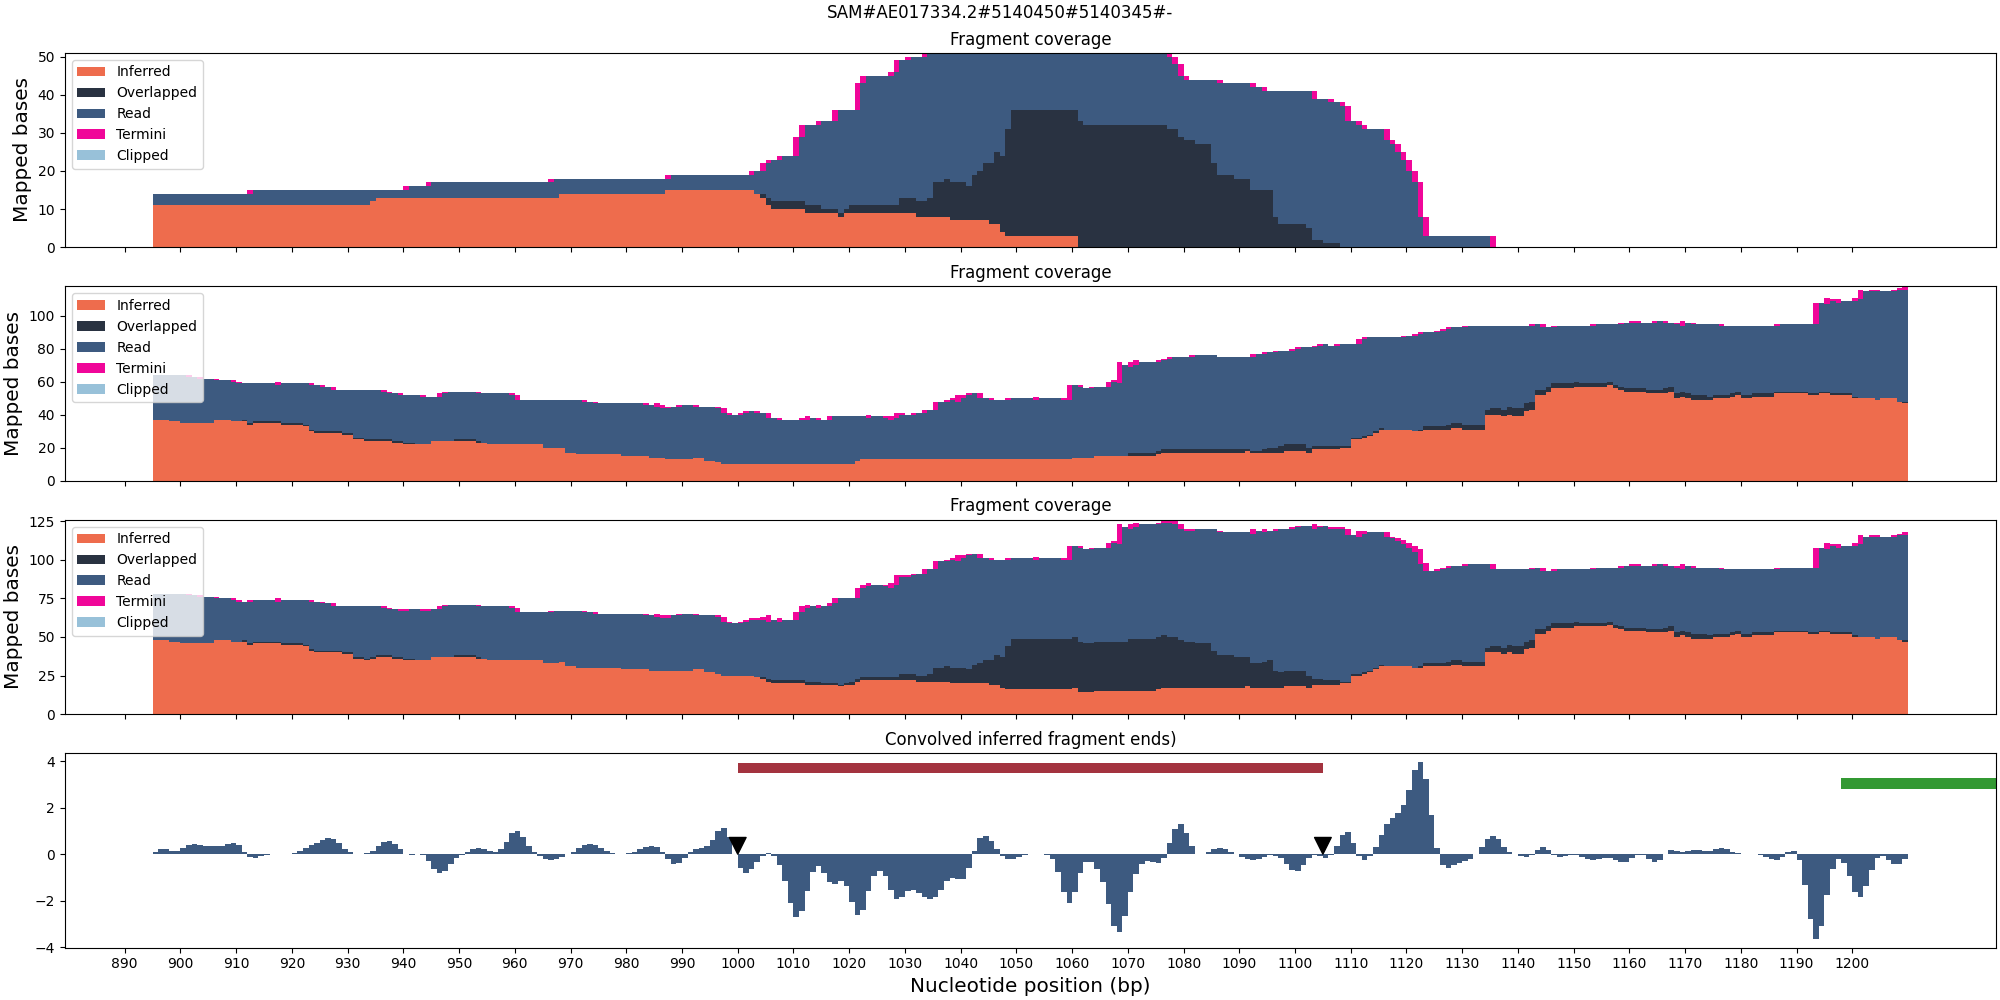 SAM#AE017334.2#5140450#5140345#-
Fragment coverage
Mapped bases
50
40
30
20
10
0
Inferred
Overlapped
Read
Termini
Clipped
Fragment coverage
Mapped bases
100
80
60
40
20
0
Inferred
Overlapped
Read
Termini
Clipped
Fragment coverage
Mapped bases
125
100
75
50
25
0
Inferred
Overlapped
Read
Termini
Clipped
Convolved inferred fragment ends)
4
2
0
−2
−4
890 900 910 920 930 940 950 960 970 980 990 1000 1010 1020 1030 1040 1050 1060 1070 1080 1090 1100 1110 1120 1130 1140 1150 1160 1170 1180 1190 1200
Nucleotide position (bp)